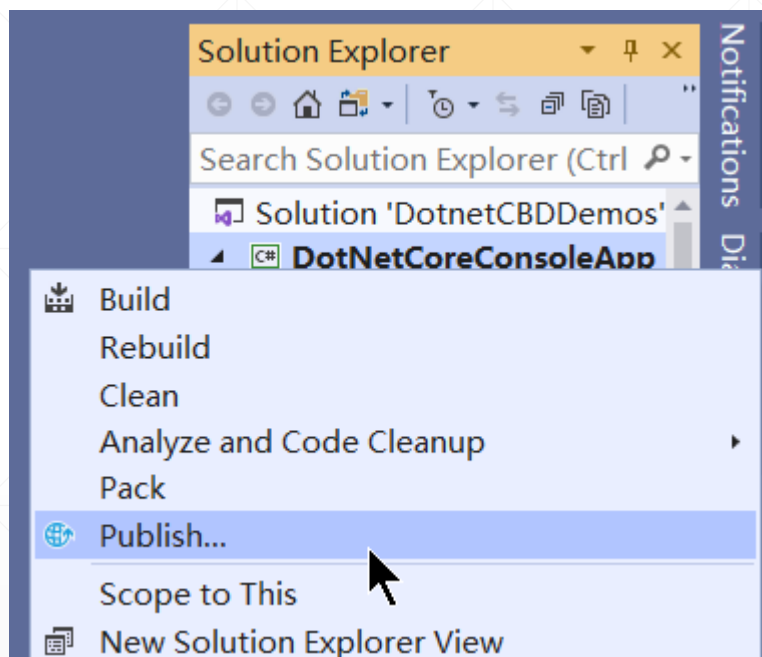 Solution Explorer
Search Solution Explorer (Ctrl
Solution 'DotnetCBDDemos'
C# DotNetCoreConsoleApp
Build
Rebuild
Clean
Analyze and Code Cleanup
Pack
Publish...
Scope to This
New Solution Explorer View
Notifications